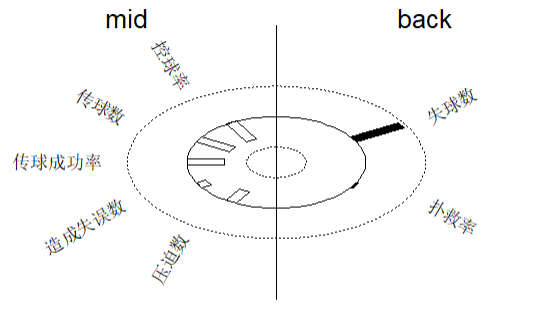 mid
back
控球率
传球数
传球成功率
造成失误数
压迫数
失球数
扑救率